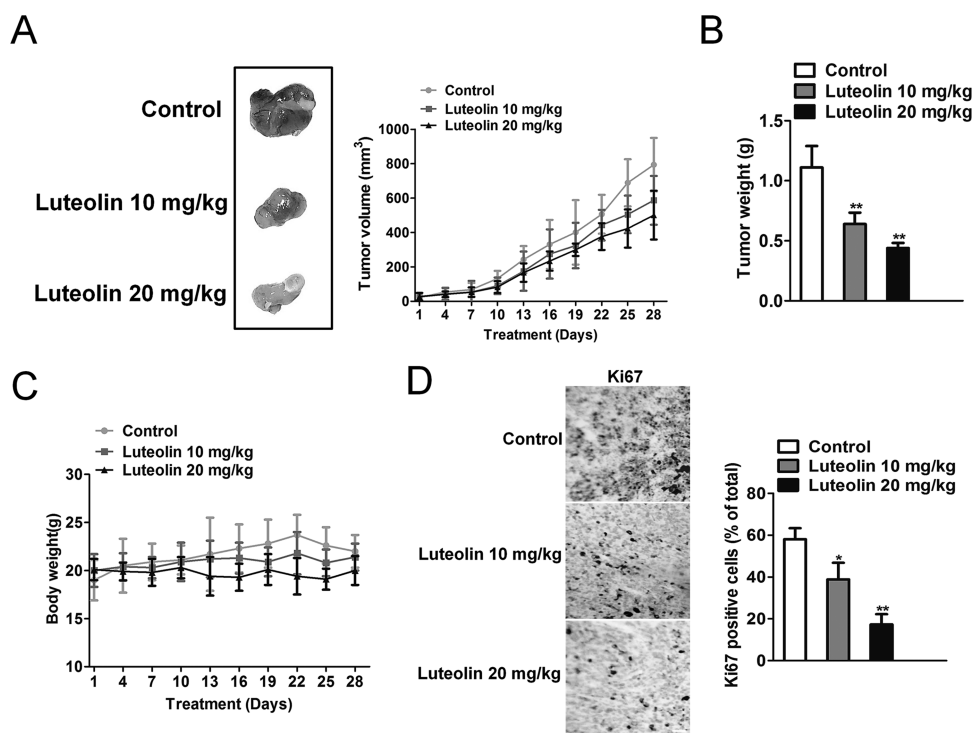 A
Control
Luteolin 10 mg/kg
Luteolin 20 mg/kg
Control
Luteolin 10 mg/kg
Luteolin 20 mg/kg
Tumor volume (mm³)
1000
800
600
400
200
0
1 4 7 10 13 16 19 22 25 28
Treatment (Days)
B
Control
Luteolin 10 mg/kg
Luteolin 20 mg/kg
Tumor weight (g)
1.5
1.0
0.5
0.0
**
**
C
Control
Luteolin 10 mg/kg
Luteolin 20 mg/kg
Body weight(g)
30
25
20
15
10
1 4 7 10 13 16 19 22 25 28
Treatment (Days)
D
Ki67
Control
Luteolin 10 mg/kg
Luteolin 20 mg/kg
Control
Luteolin 10 mg/kg
Luteolin 20 mg/kg
Ki67 positive cells (% of total)
80
60
40
20
0
*
**